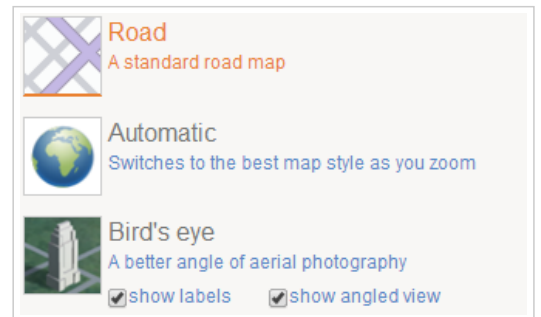 Road
A standard road map
Automatic
Switches to the best map style as you zoom
Bird's eye
A better angle of aerial photography
show labels show angled view